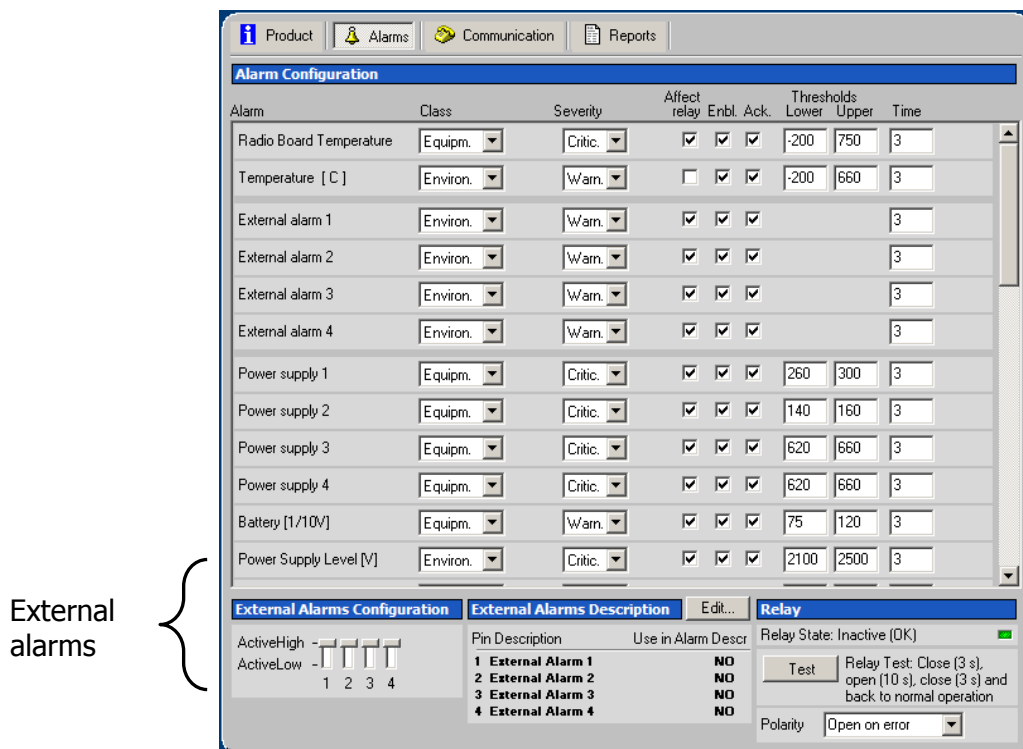 Product Alarms Communication Reports
Alarm Configuration
Affect Thresholds
Alarm Class Severity relay Enbl. Ack. Lower Upper Time
Radio Board Temperature Equipm. Critic. -200 750 3
Temperature [ C ] Environ. Warn. -200 660 3
External alarm 1 Environ. Warn. 3
External alarm 2 Environ. Warn. 3
External alarm 3 Environ. Warn. 3
External alarm 4 Environ. Warn. 3
Power supply 1 Equipm. Critic. 260 300 3
Power supply 2 Equipm. Critic. 140 160 3
Power supply 3 Equipm. Critic. 620 660 3
Power supply 4 Equipm. Critic. 620 660 3
Battery [1/10V] Equipm. Warn. 75 120 3
Power Supply Level [V] Environ. Critic. 2100 2500 3
External
alarms
External Alarms Configuration
ActiveHigh
ActiveLow
1 2 3 4
External Alarms Description Edit...
Pin Description Use in Alarm Descr
1 External Alarm 1 NO
2 External Alarm 2 NO
3 External Alarm 3 NO
4 External Alarm 4 NO
Relay
Relay State: Inactive (OK)
Test
Relay Test: Close (3 s),
open (10 s), close (3 s) and
back to normal operation
Polarity Open on error